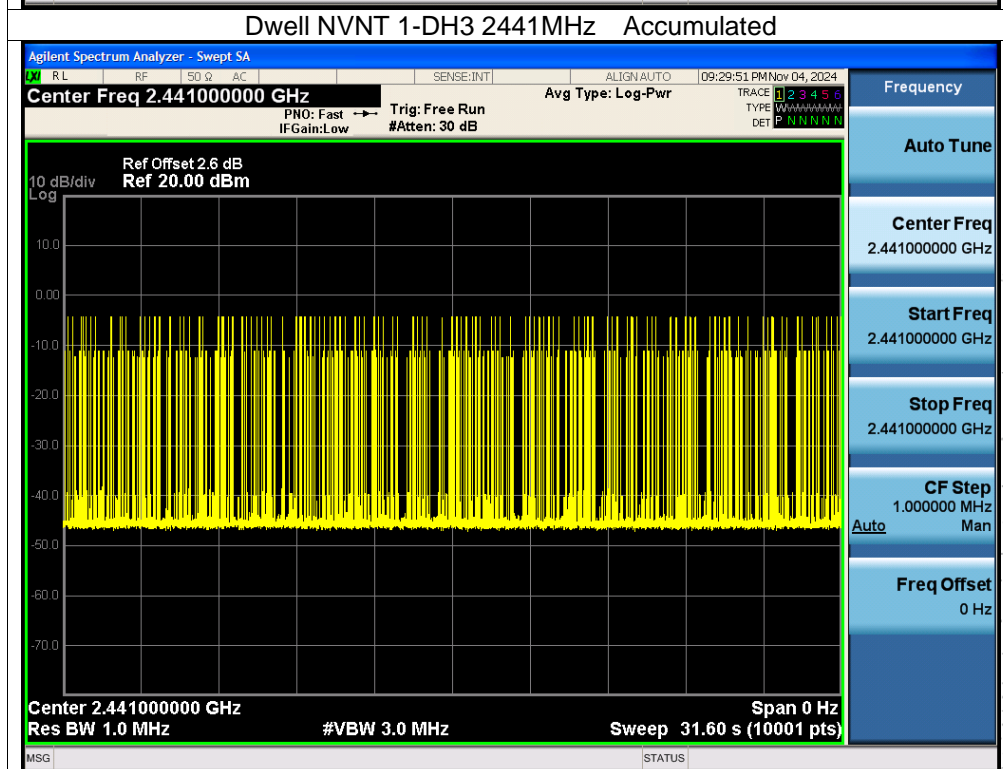 Dwell NVNT 1-DH3 2441MHz Accumulated
Agilent Spectrum Analyzer - Swept SA
LXI RL RF 50 Ω AC SENSE:INT ALIGN AUTO 09:29:51 PM Nov 04, 2024
Center Freq 2.441000000 GHz
PNO: Fast
IFGain:Low
Trig: Free Run
#Atten: 30 dB
Avg Type: Log-Pwr
TRACE 1 2 3 4 5 6
TYPE WWWWWW
DET P N N N N N
Ref Offset 2.6 dB
10 dB/div Ref 20.00 dBm
Log
10.0
0.00
-10.0
-20.0
-30.0
-40.0
-50.0
-60.0
-70.0
Center 2.441000000 GHz Span 0 Hz
Res BW 1.0 MHz #VBW 3.0 MHz Sweep 31.60 s (10001 pts)
MSG STATUS
Frequency
Auto Tune
Center Freq
2.441000000 GHz
Start Freq
2.441000000 GHz
Stop Freq
2.441000000 GHz
CF Step
1.000000 MHz
Auto Man
Freq Offset
0 Hz